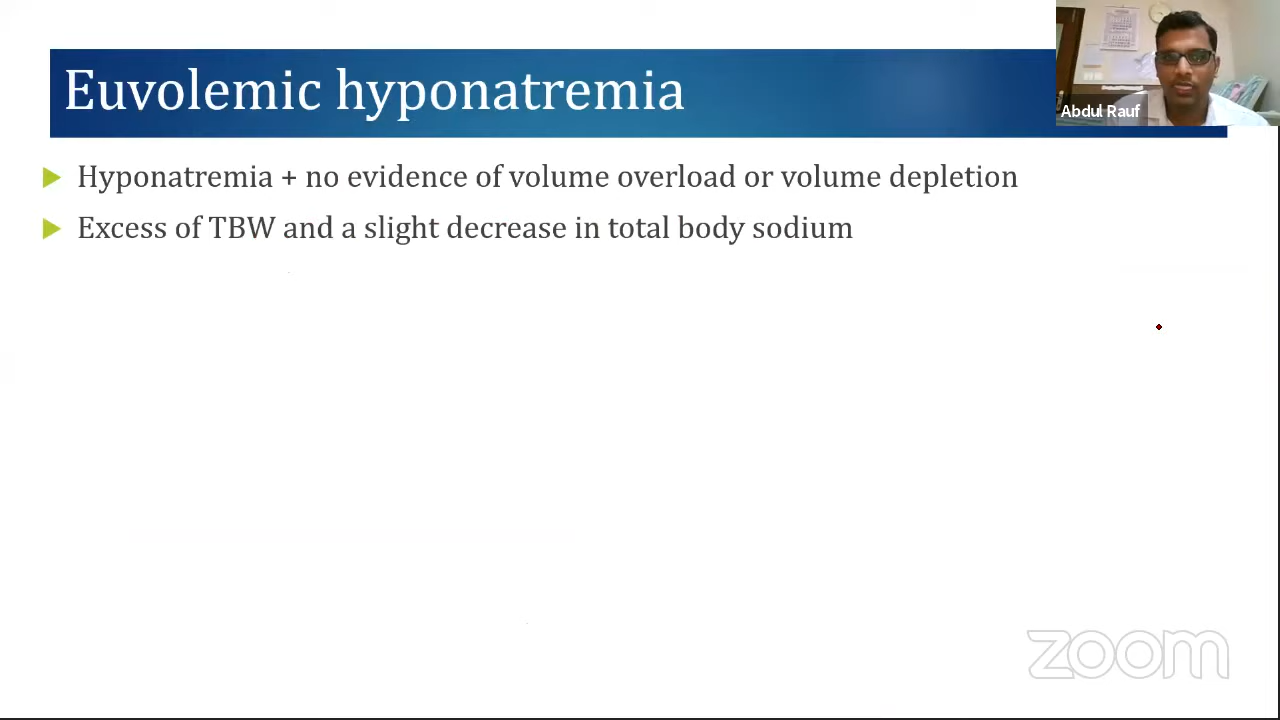 Euvolemic hyponatremia
Abdul Rauf
Hyponatremia + no evidence of volume overload or volume depletion
Excess of TBW and a slight decrease in total body sodium
zoom